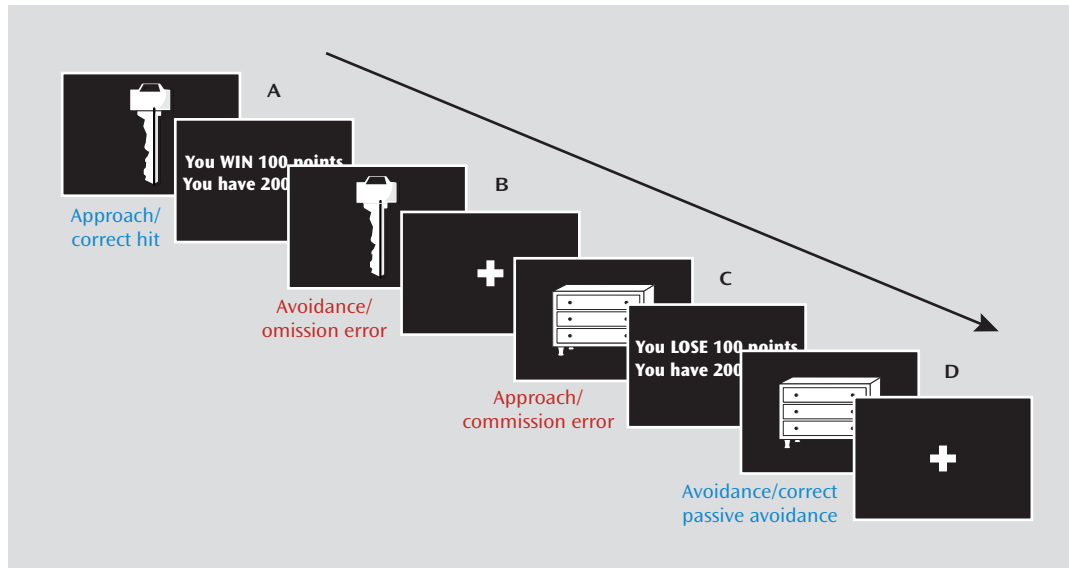 A
You WIN 100 points
You have 200
Approach/
correct hit
B
Avoidance/
omission error
C
You LOSE 100 points
You have 200
Approach/
commission error
D
Avoidance/correct
passive avoidance